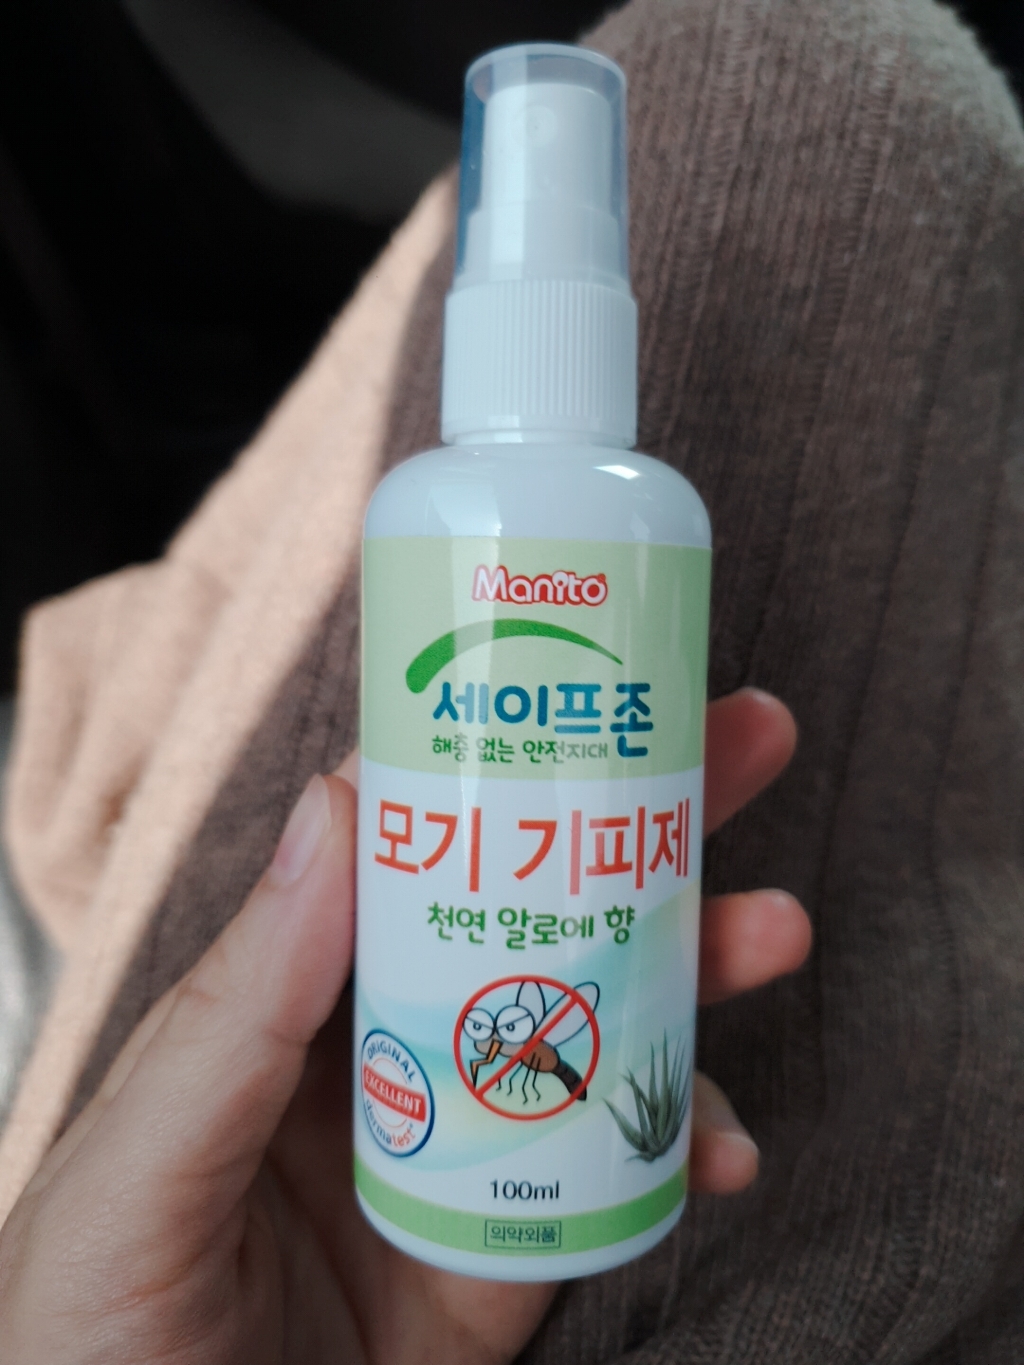 Manito
세이프존
해충 없는 안전지대
모기 기피제
천연 알로에 향
ORIGINAL
EXCELLENT
dermatest
100ml
의약외품